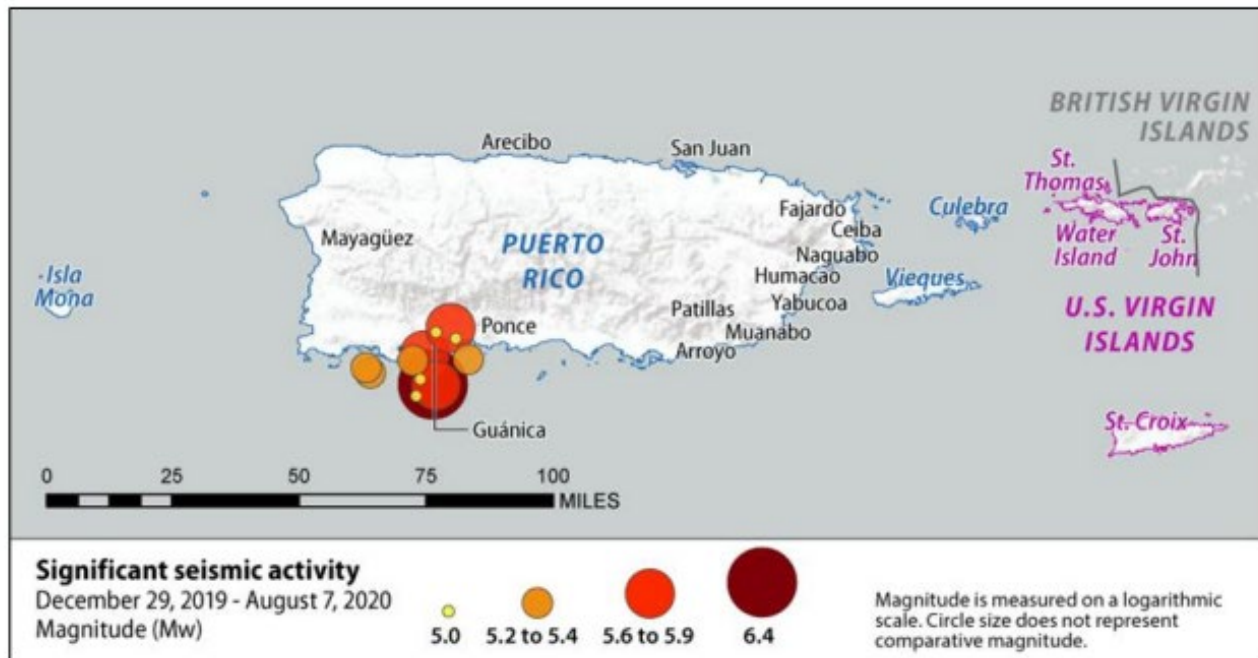 BRITISH VIRGIN
ISLANDS
Arecibo
San Juan
St.
Thomas
Fajardo
Culebra
Ceiba
Mayagüez
PUERTO
RICO
Water
Island
St.
John
Naguabo
Isla
Mona
Humacao
Vieques
Patillas
Yabucoa
U.S. VIRGIN
ISLANDS
Ponce
Muanabo
Arroyo
Guánica
St. Croix
0 25 50 75 100
MILES
Significant seismic activity
December 29, 2019 - August 7, 2020
Magnitude (Mw)
5.0 5.2 to 5.4 5.6 to 5.9 6.4
Magnitude is measured on a logarithmic
scale. Circle size does not represent
comparative magnitude.